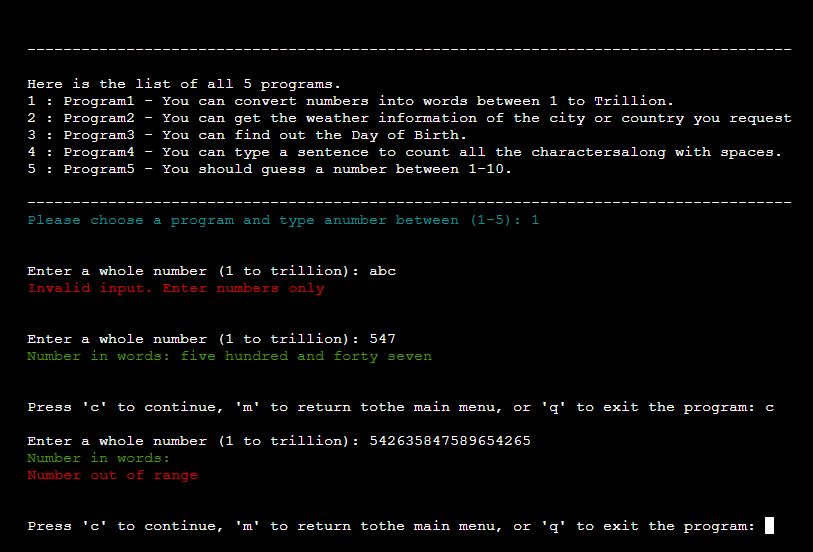 --------------------------------------------------------------------------------------
Here is the list of all 5 programs.
1 : Program1 - You can convert numbers into words between 1 to Trillion.
2 : Program2 - You can get the weather information of the city or country you request
3 : Program3 - You can find out the Day of Birth.
4 : Program4 - You can type a sentence to count all the charactersalong with spaces.
5 : Program5 - You should guess a number between 1-10.
--------------------------------------------------------------------------------------
Please choose a program and type anumber between (1-5): 1
Enter a whole number (1 to trillion): abc
Invalid input. Enter numbers only
Enter a whole number (1 to trillion): 547
Number in words: five hundred and forty seven
Press 'c' to continue, 'm' to return tothe main menu, or 'q' to exit the program: c
Enter a whole number (1 to trillion): 542635847589654265
Number in words:
Number out of range
Press 'c' to continue, 'm' to return tothe main menu, or 'q' to exit the program: